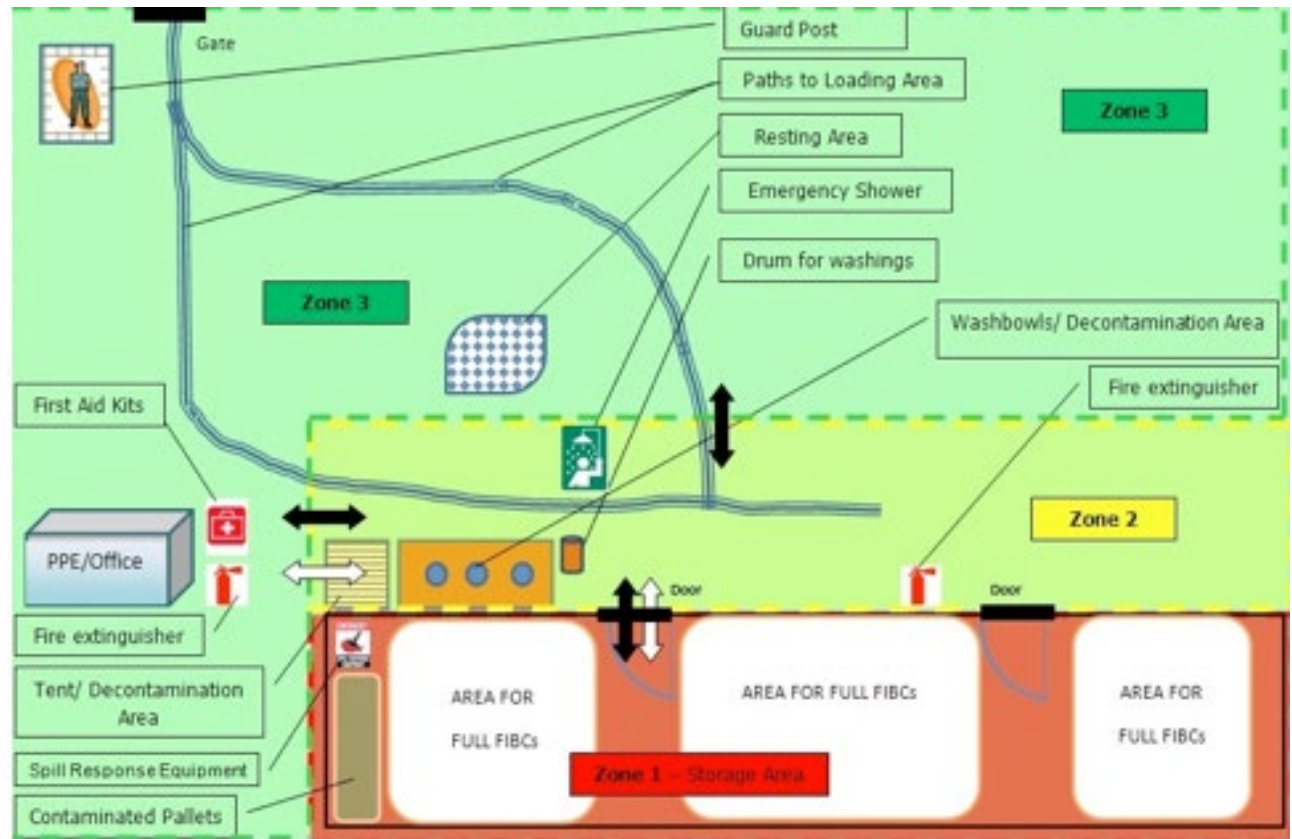 Gate
Guard Post
Paths to Loading Area
Zone 3
Resting Area
Emergency Shower
Drum for washings
Zone 3
Washbowls/ Decontamination Area
Fire extinguisher
First Aid Kits
Zone 2
PPE/Office
Door
Door
Fire extinguisher
Tent/ Decontamination
Area
AREA FOR
FULL FIBCs
AREA FOR FULL FIBCs
AREA FOR
FULL FIBCs
Spill Response Equipment
Zone 1 – Storage Area
Contaminated Pallets